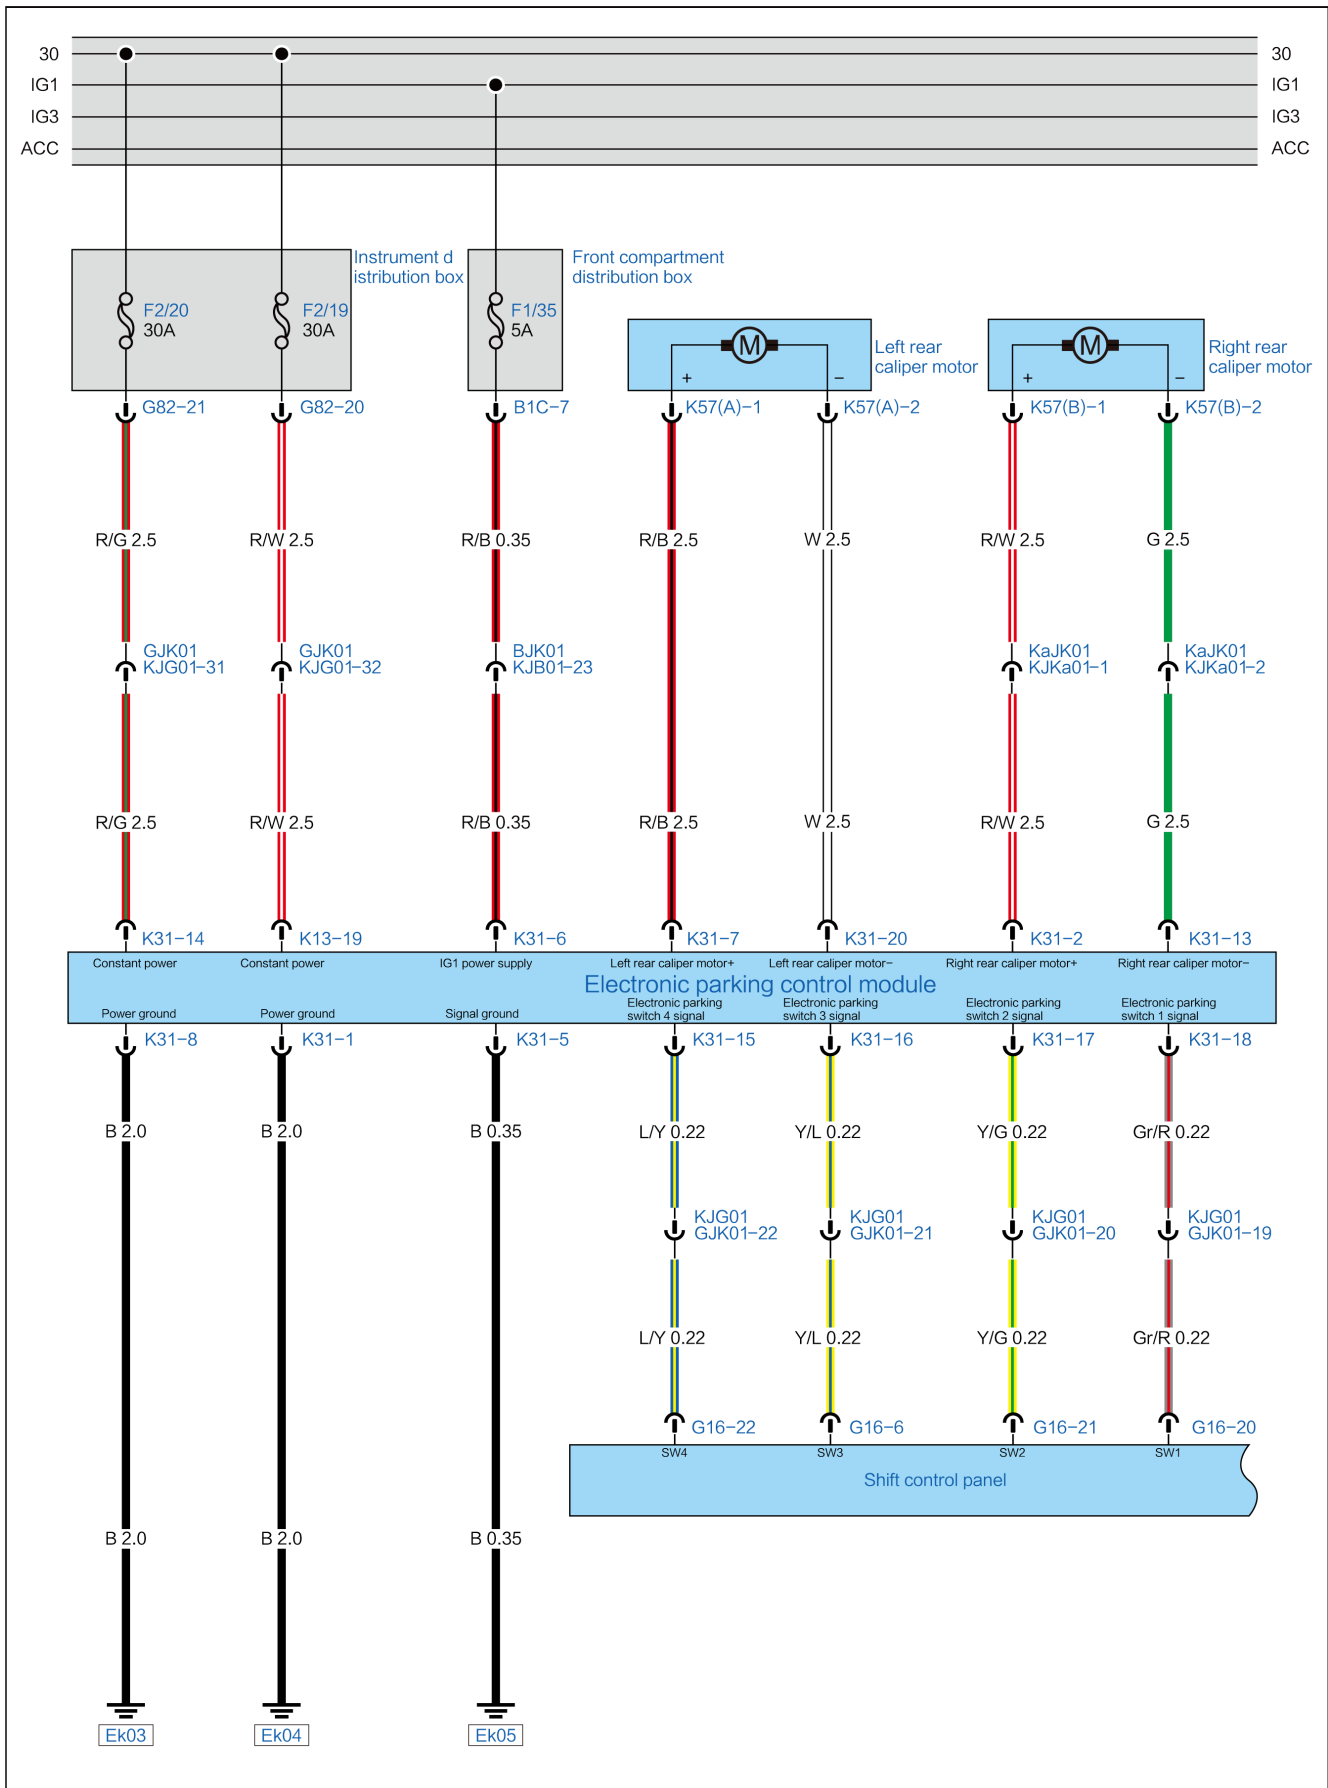 30 30
IG1 IG1
IG3 IG3
ACC ACC
Instrument d
istribution box
Front compartment
distribution box
F2/20
30A
F2/19
30A
F1/35
5A
M
+ −
Left rear
caliper motor
M
+ −
Right rear
caliper motor
G82−21 G82−20 B1C−7 K57(A)−1 K57(A)−2 K57(B)−1 K57(B)−2
R/G 2.5 R/W 2.5 R/B 0.35 R/B 2.5 W 2.5 R/W 2.5 G 2.5
GJK01 GJK01 BJK01 KaJK01 KaJK01
KJG01−31 KJG01−32 KJB01−23 KJKa01−1 KJKa01−2
R/G 2.5 R/W 2.5 R/B 0.35 R/B 2.5 W 2.5 R/W 2.5 G 2.5
K31−14 K13−19 K31−6 K31−7 K31−20 K31−2 K31−13
Constant power Constant power IG1 power supply Left rear caliper motor+ Left rear caliper motor− Right rear caliper motor+ Right rear caliper motor−
Electronic parking control module
Power ground Power ground Signal ground
Electronic parking
switch 4 signal
Electronic parking
switch 3 signal
Electronic parking
switch 2 signal
Electronic parking
switch 1 signal
K31−8 K31−1 K31−5 K31−15 K31−16 K31−17 K31−18
B 2.0 B 2.0 B 0.35 L/Y 0.22 Y/L 0.22 Y/G 0.22 Gr/R 0.22
KJG01 KJG01 KJG01 KJG01
GJK01−22 GJK01−21 GJK01−20 GJK01−19
L/Y 0.22 Y/L 0.22 Y/G 0.22 Gr/R 0.22
G16−22 G16−6 G16−21 G16−20
SW4 SW3 SW2 SW1
Shift control panel
B 2.0 B 2.0 B 0.35
Ek03 Ek04 Ek05